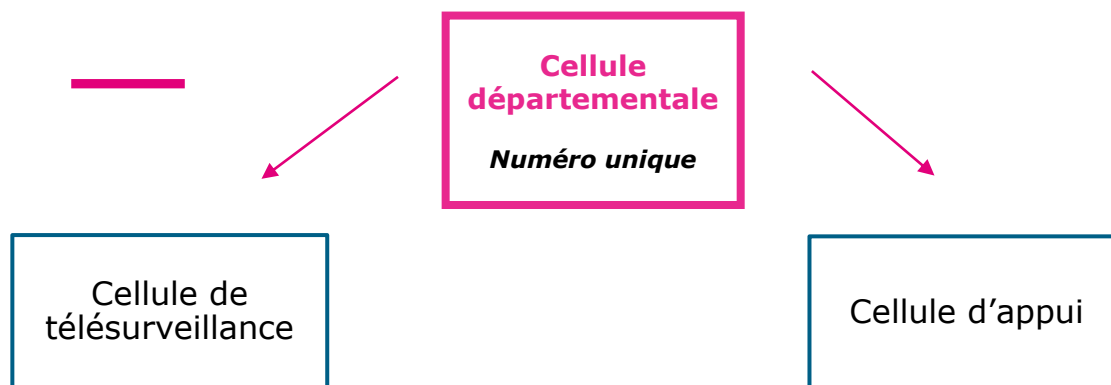 Cellule
départementale
Numéro unique
Cellule de
télésurveillance
Cellule d’appui